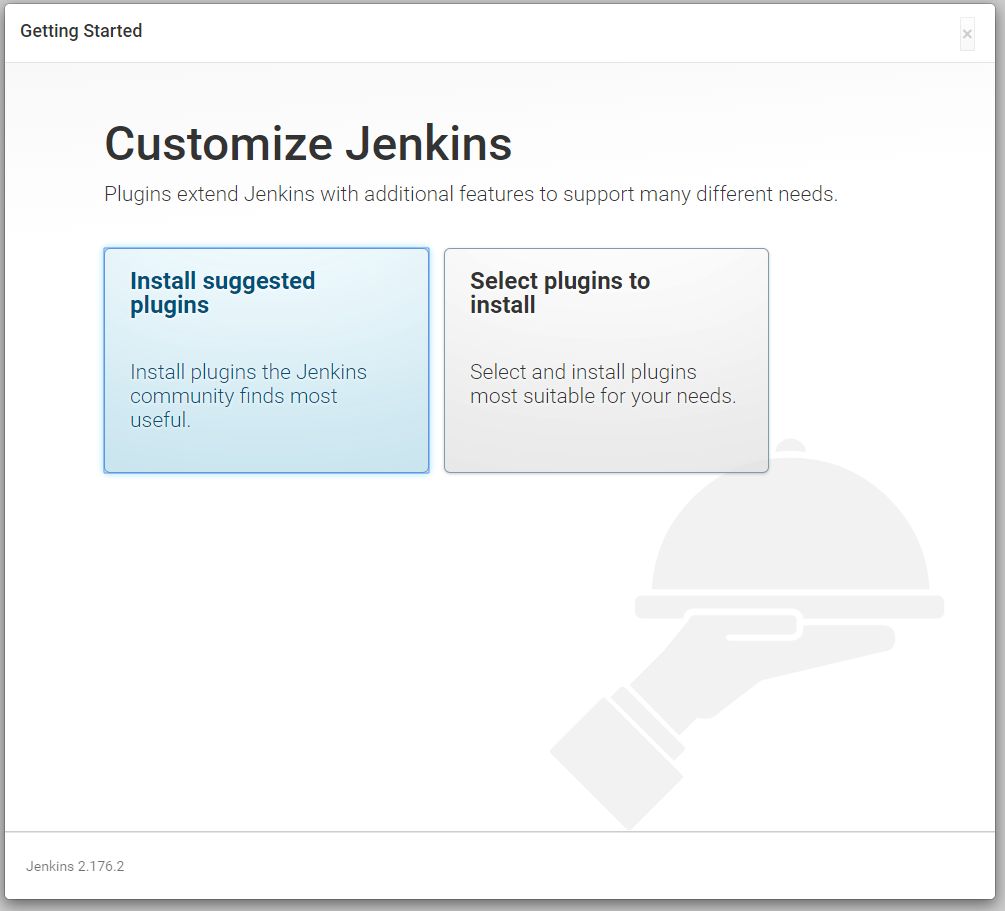 Getting Started
×
Customize Jenkins
Plugins extend Jenkins with additional features to support many different needs.
Install suggested
plugins
Install plugins the Jenkins
community finds most
useful.
Select plugins to
install
Select and install plugins
most suitable for your needs.
Jenkins 2.176.2